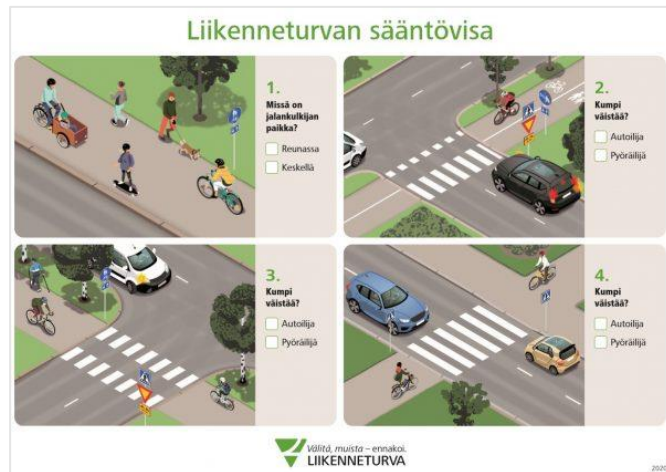 Liikenneturvan sääntövisa
1.
Missä on
jalankulkijan
paikka?
Reunassa
Keskellä
2.
Kumpi
väistää?
Autoilija
Pyöräilijä
3.
Kumpi
väistää?
Autoilija
Pyöräilijä
4.
Kumpi
väistää?
Autoilija
Pyöräilijä
Välitä, muista – ennakoi.
LIIKENNETURVA
2020